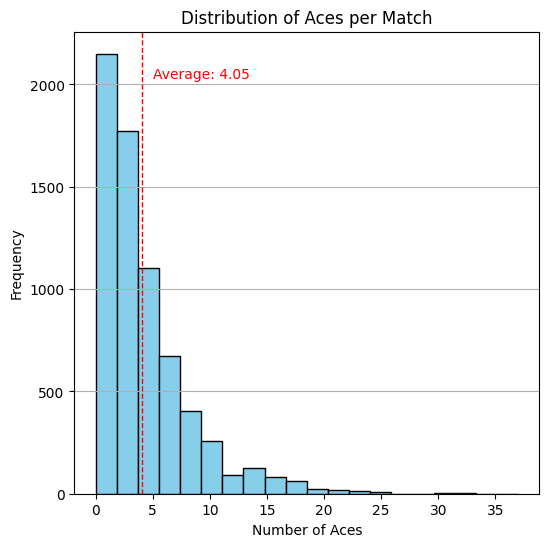 Distribution of Aces per Match
Average: 4.05
Frequency
2000
1500
1000
500
0
0 5 10 15 20 25 30 35
Number of Aces